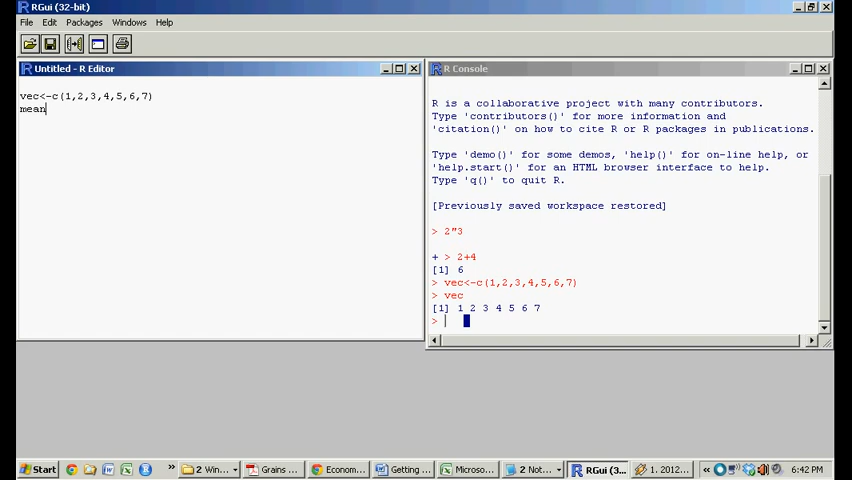 RGui (32-bit)
File Edit Packages Windows Help
Untitled - R Editor
vec<-c(1,2,3,4,5,6,7)
mean
R Console
R is a collaborative project with many contributors.
Type 'contributors()' for more information and
'citation()' on how to cite R or R packages in publications.
Type 'demo()' for some demos, 'help()' for on-line help, or
'help.start()' for an HTML browser interface to help.
Type 'q()' to quit R.
[Previously saved workspace restored]
> 2"3
+ > 2+4
[1] 6
> vec<-c(1,2,3,4,5,6,7)
> vec
[1] 1 2 3 4 5 6 7
>
Start » 2 Win... Grains ... Econom... Getting ... Microso... 2 Not... RGui (3... 1. 2012... « 6:42 PM